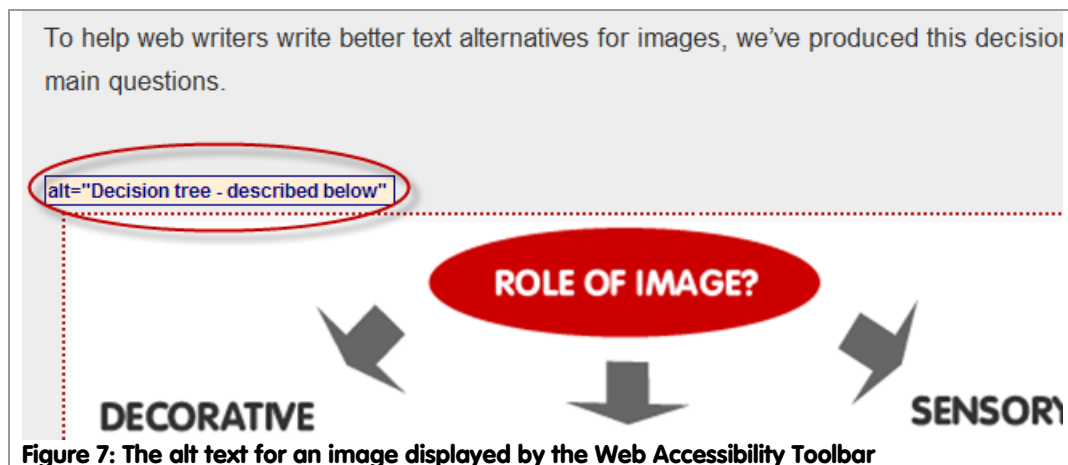 To help web writers write better text alternatives for images, we've produced this decision
main questions.
alt="Decision tree - described below"
ROLE OF IMAGE?
DECORATIVE
SENSORY
Figure 7: The alt text for an image displayed by the Web Accessibility Toolbar